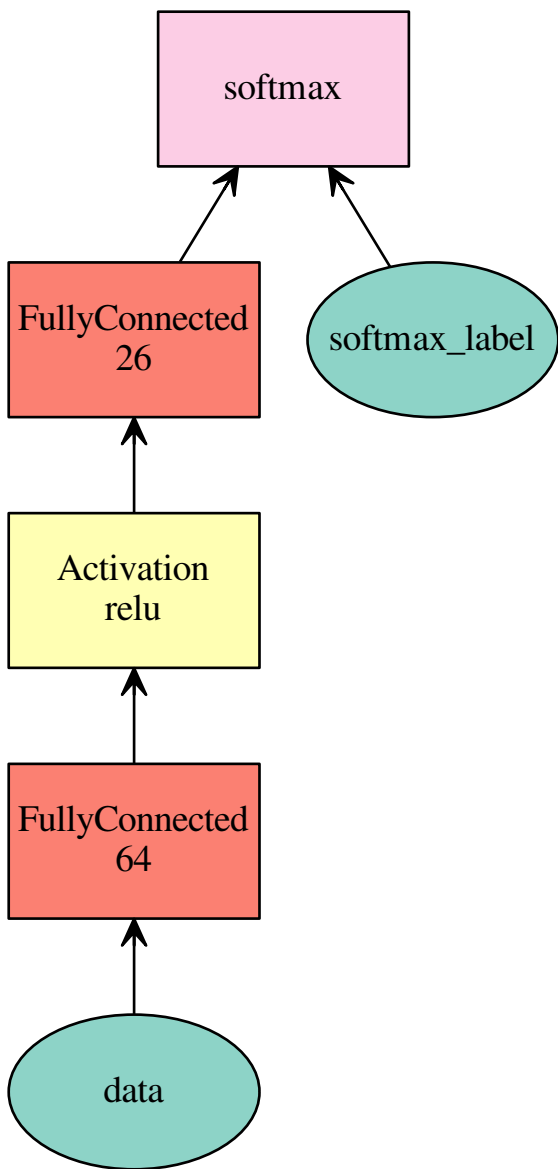 softmax
FullyConnected
26
softmax_label
Activation
relu
FullyConnected
64
data